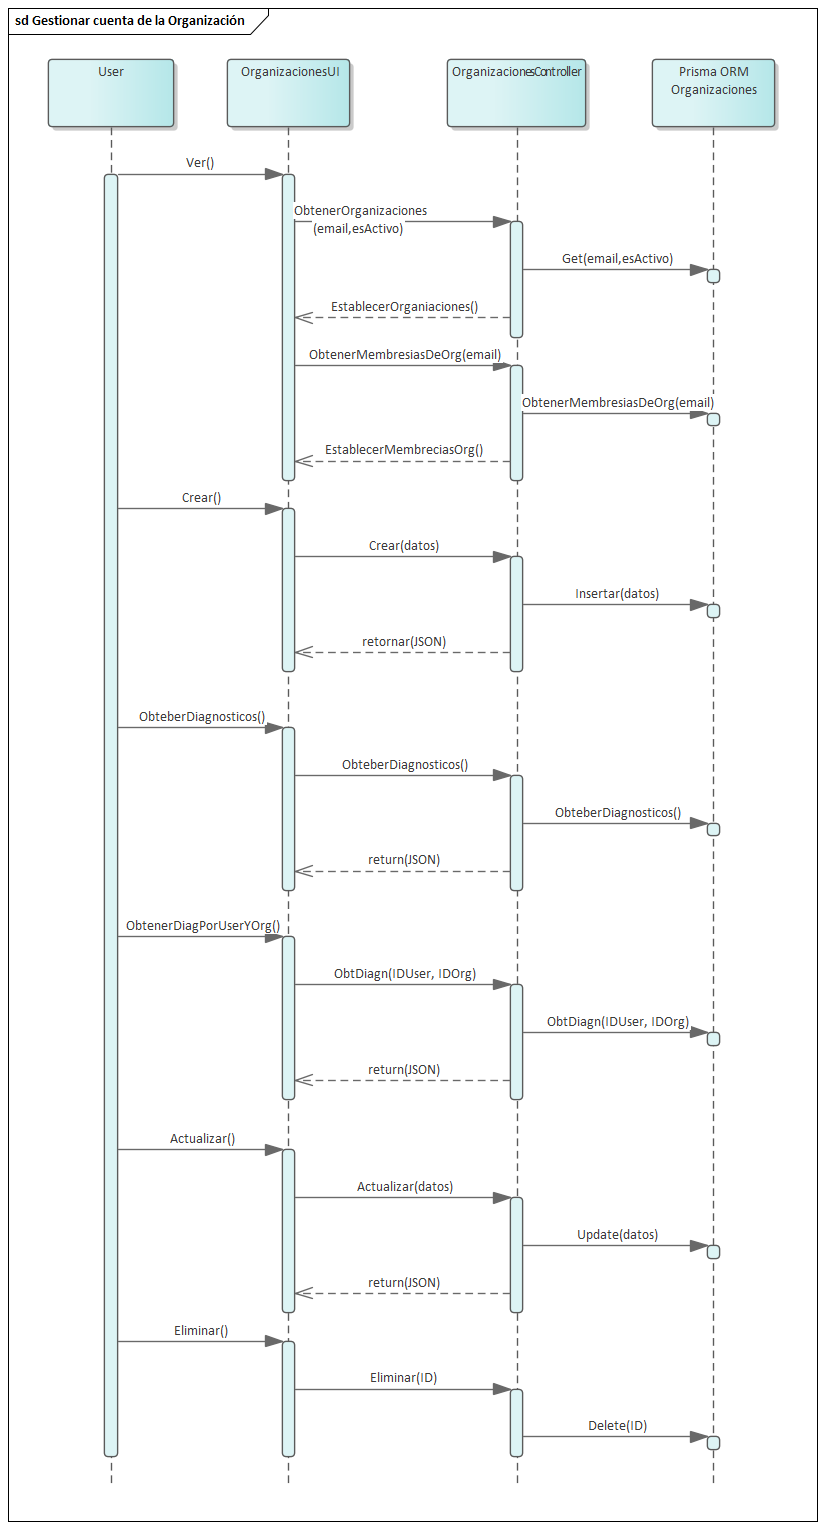 sd Gestionar cuenta de la Organización
User
OrganizacionesUI
OrganizacionesController
Prisma ORM
Organizaciones
Ver()
ObtenerOrganizaciones
(email,esActivo)
Get(email,esActivo)
EstablecerOrganiaciones()
ObtenerMembresiasDeOrg(email)
ObtenerMembresiasDeOrg(email)
EstablecerMembreciasOrg()
Crear()
Crear(datos)
Insertar(datos)
retornar(JSON)
ObteberDiagnosticos()
ObteberDiagnosticos()
ObteberDiagnosticos()
return(JSON)
ObtenerDiagPorUserYOrg()
ObtDiagn(IDUser, IDOrg)
ObtDiagn(IDUser, IDOrg)
return(JSON)
Actualizar()
Actualizar(datos)
Update(datos)
return(JSON)
Eliminar()
Eliminar(ID)
Delete(ID)